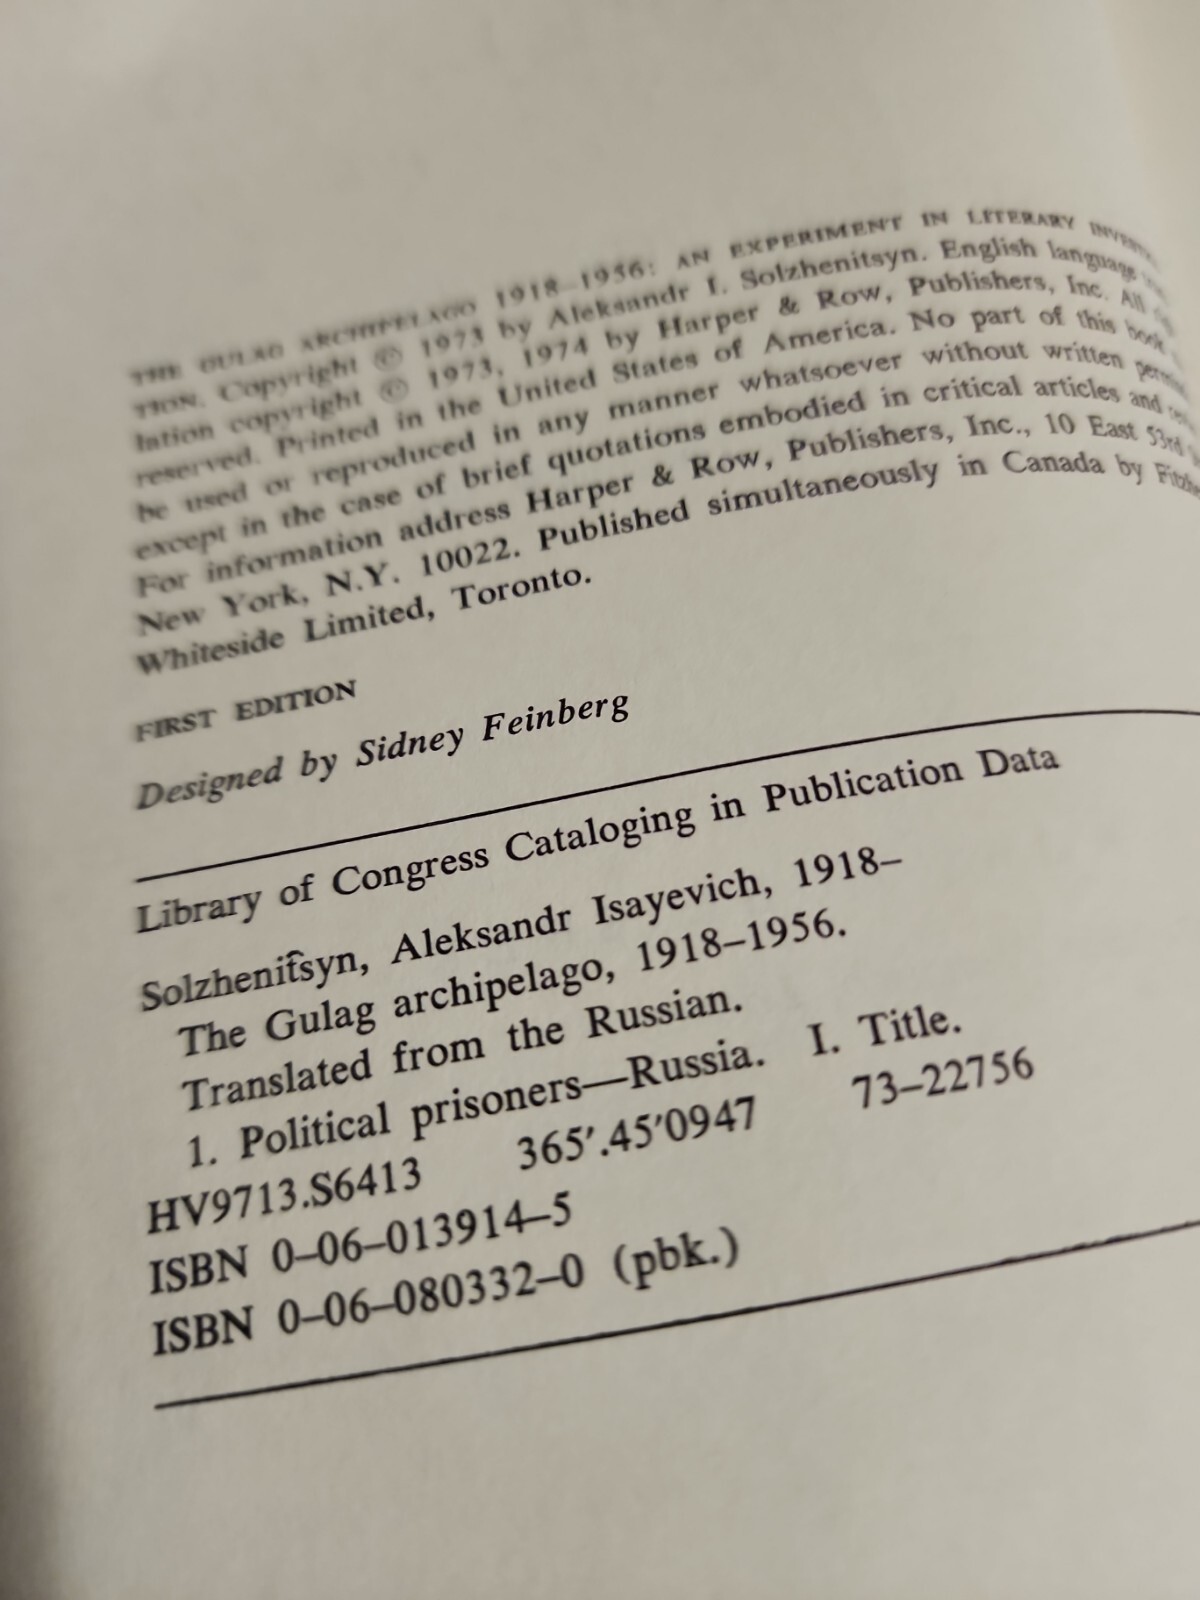 THE GULAG ARCHIPELAGO 1918–1956: AN EXPERIMENT IN LITERARY
TION. Copyright © 1973 by Aleksandr I. Solzhenitsyn. English language
lation copyright © 1973, 1974 by Harper & Row, Publishers, Inc. All
reserved. Printed in the United States of America. No part of this book
be used or reproduced in any manner whatsoever without written
except in the case of brief quotations embodied in critical articles and
For information address Harper & Row, Publishers, Inc., 10 East 53rd
New York, N.Y. 10022. Published simultaneously in Canada by
Whiteside Limited, Toronto.
FIRST EDITION
Designed by Sidney Feinberg
Library of Congress Cataloging in Publication Data
Solzhenit͡syn, Aleksandr Isayevich, 1918–
The Gulag archipelago, 1918–1956.
Translated from the Russian.
1. Political prisoners—Russia. I. Title.
HV9713.S6413 365'.45'0947 73–22756
ISBN 0–06–013914–5
ISBN 0–06–080332–0 (pbk.)